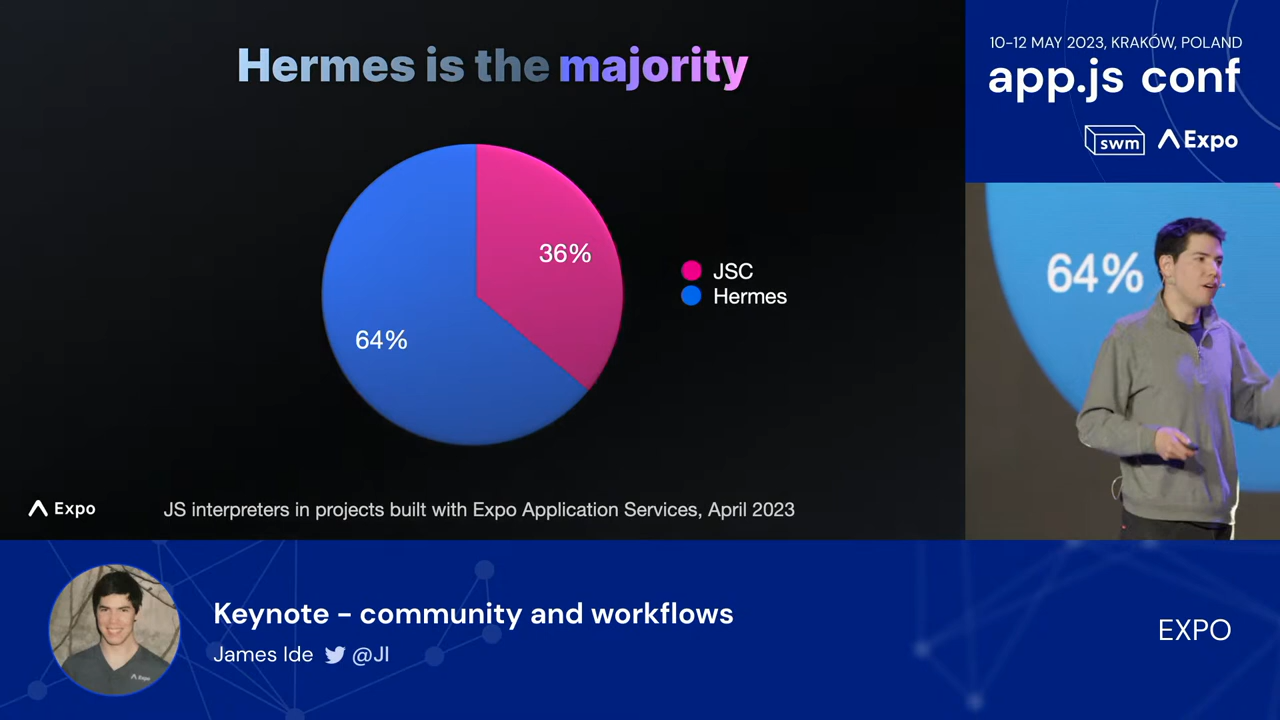 Hermes is the majority
36%
64%
JSC
Hermes
Expo
JS interpreters in projects built with Expo Application Services, April 2023
10-12 MAY 2023, KRAKÓW, POLAND
app.js conf
swm
Expo
64%
Keynote - community and workflows
James Ide @JI
Expo
EXPO